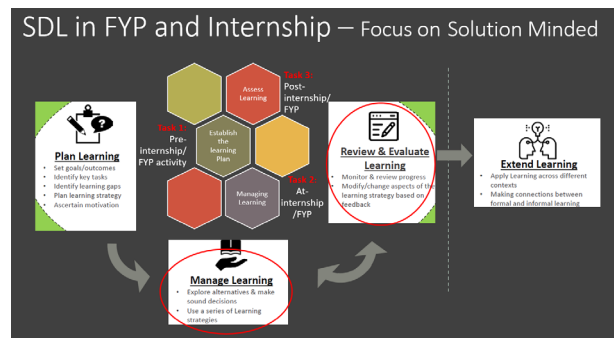 SDL in FYP and Internship – Focus on Solution Minded
Plan Learning
• Set goals/outcomes
• Identify key tasks
• Identify learning gaps
• Plan learning strategy
• Ascertain motivation
Task 1:
Pre-
internship/
FYP activity
Assess
Learning
Establish
the
learning
Plan
Managing
Learning
Task 3:
Post-
internship/
FYP
Task 2:
At-
internship
/FYP
Manage Learning
• Explore alternatives & make
sound decisions
• Use a series of Learning
strategies
Review & Evaluate
Learning
• Monitor & review progress
• Modify/change aspects of the
learning strategy based on
feedback
Extend Learning
• Apply Learning across different
contexts
• Making connections between
formal and informal learning